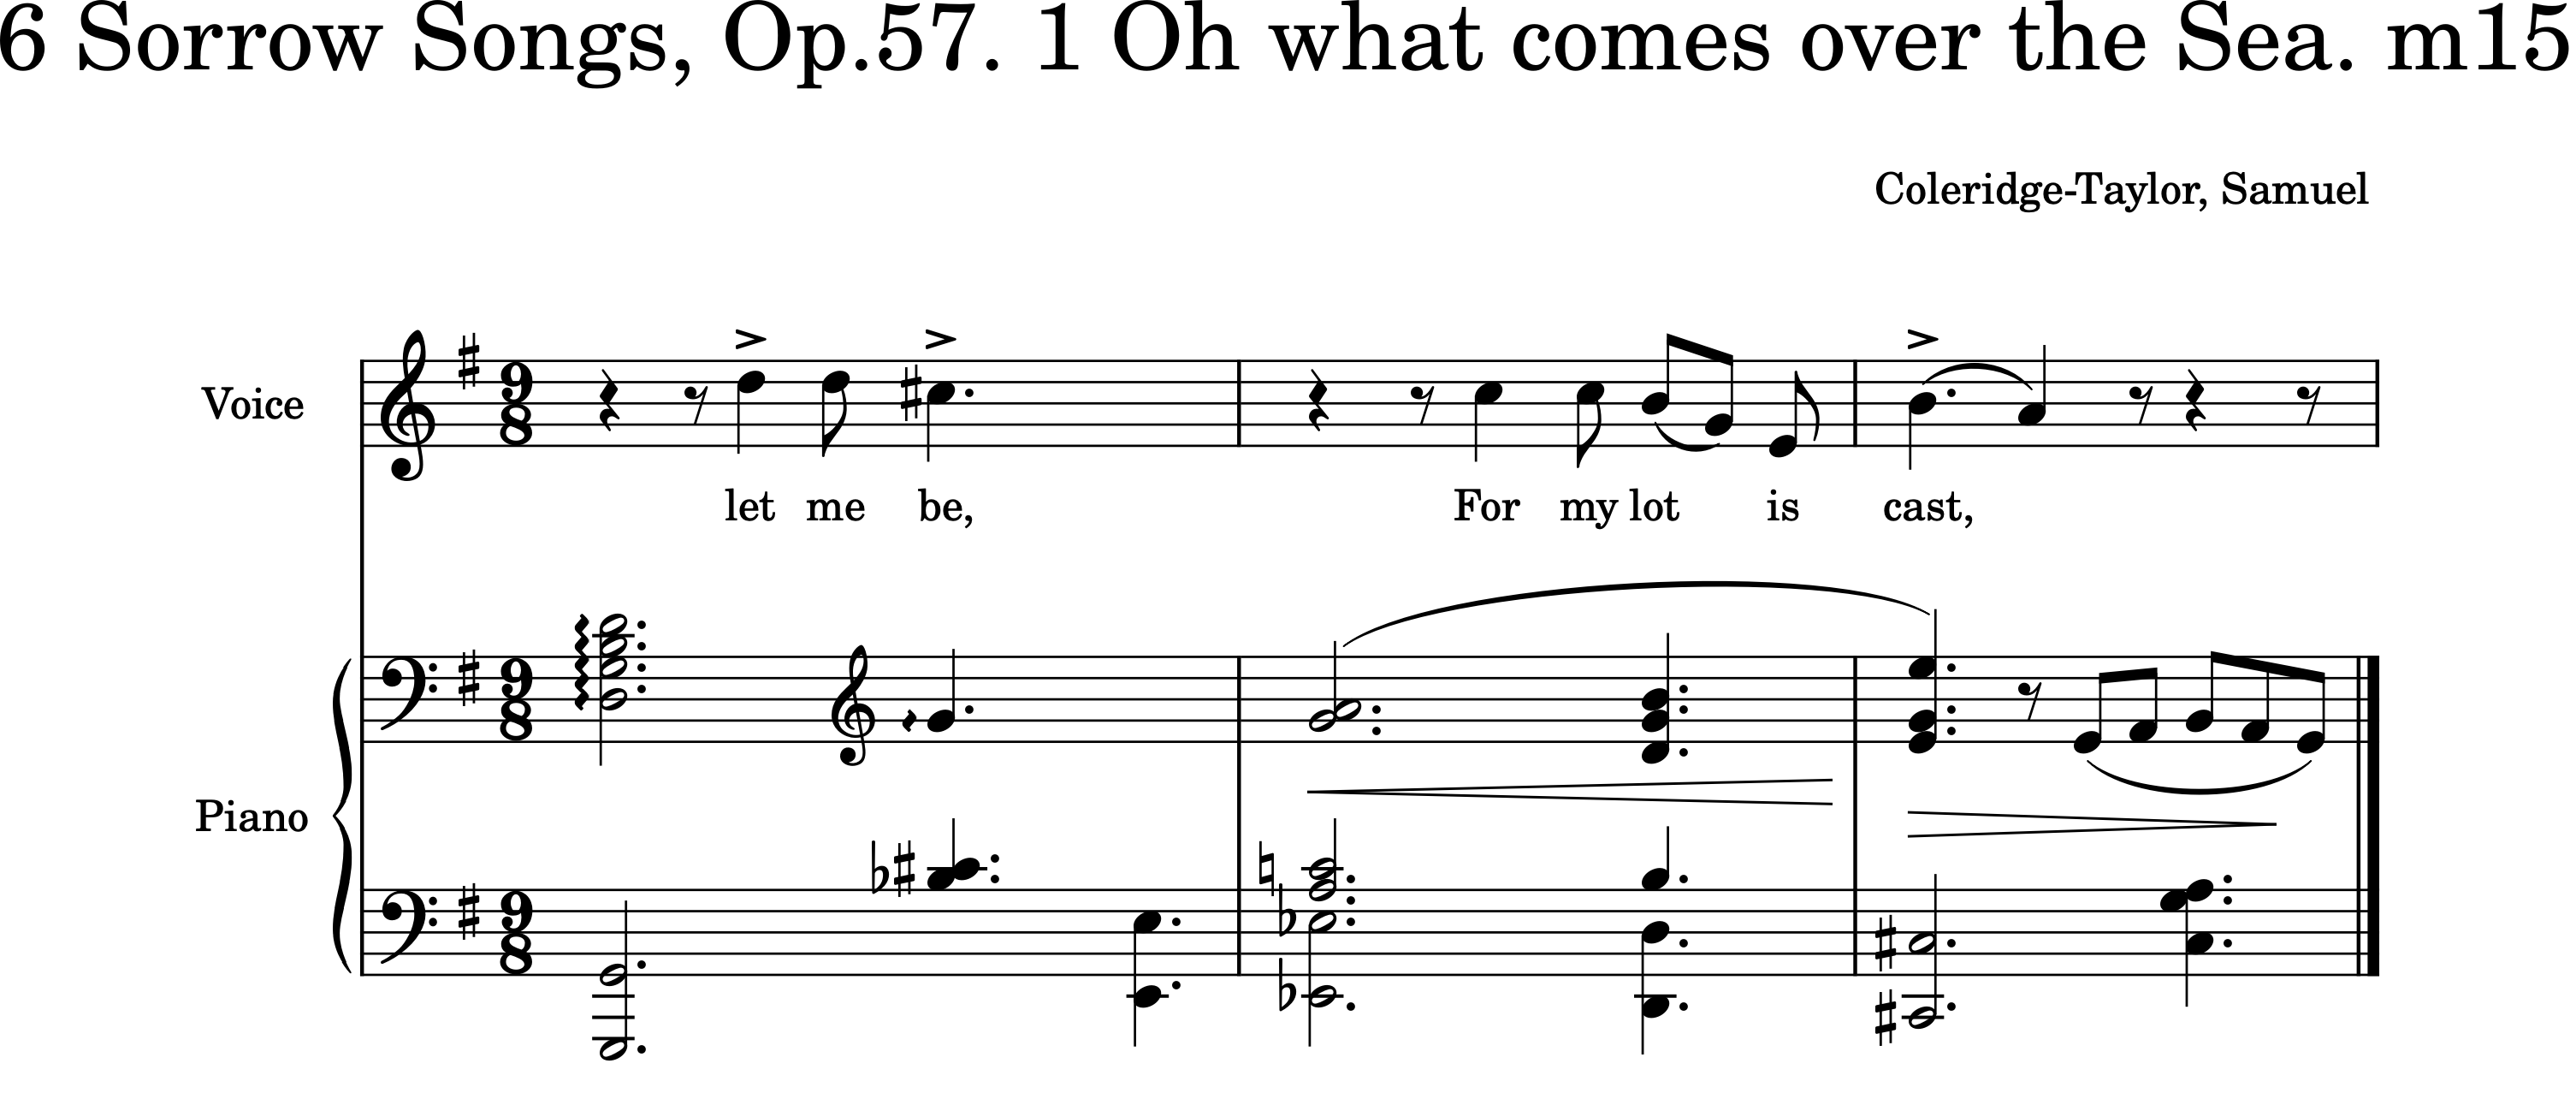 6 Sorrow Songs, Op.57. 1 Oh what comes over the Sea. m15
Coleridge-Taylor, Samuel
Voice
let me be, For my lot is cast,
Piano